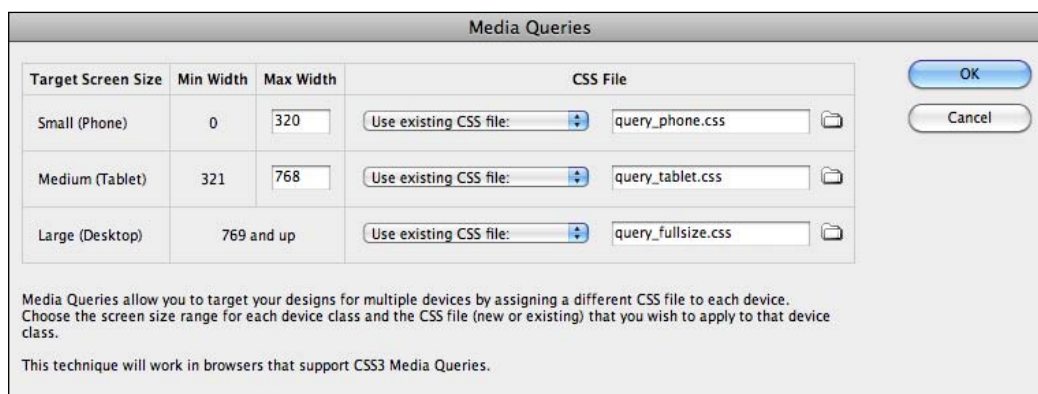 Media Queries
Target Screen Size Min Width Max Width CSS File
Small (Phone) 0 320 Use existing CSS file: query_phone.css
Medium (Tablet) 321 768 Use existing CSS file: query_tablet.css
Large (Desktop) 769 and up Use existing CSS file: query_fullsize.css
OK
Cancel
Media Queries allow you to target your designs for multiple devices by assigning a different CSS file to each device.
Choose the screen size range for each device class and the CSS file (new or existing) that you wish to apply to that device
class.
This technique will work in browsers that support CSS3 Media Queries.